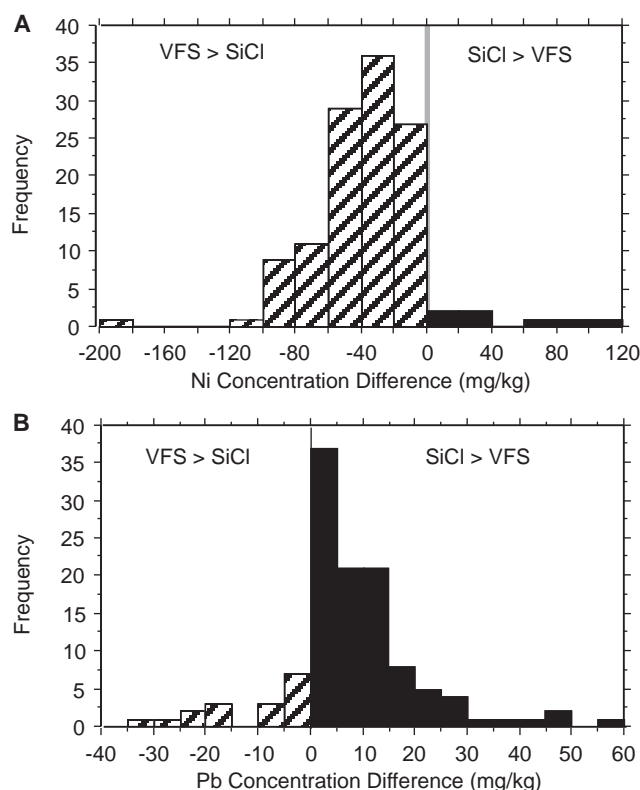 A
VFS > SiCl
SiCl > VFS
Frequency
40
35
30
25
20
15
10
5
0
-200 -160 -120 -80 -40 0 40 80 120
Ni Concentration Difference (mg/kg)
B
VFS > SiCl
SiCl > VFS
Frequency
40
35
30
25
20
15
10
5
0
-40 -30 -20 -10 0 10 20 30 40 50 60
Pb Concentration Difference (mg/kg)